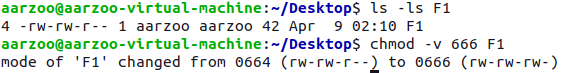 aarzoo@aarzoo-virtual-machine:~/Desktop$ ls -ls F1
4 -rw-rw-r-- 1 aarzoo aarzoo 42 Apr  9 02:10 F1
aarzoo@aarzoo-virtual-machine:~/Desktop$ chmod -v 666 F1
mode of 'F1' changed from 0664 (rw-rw-r--) to 0666 (rw-rw-rw-)